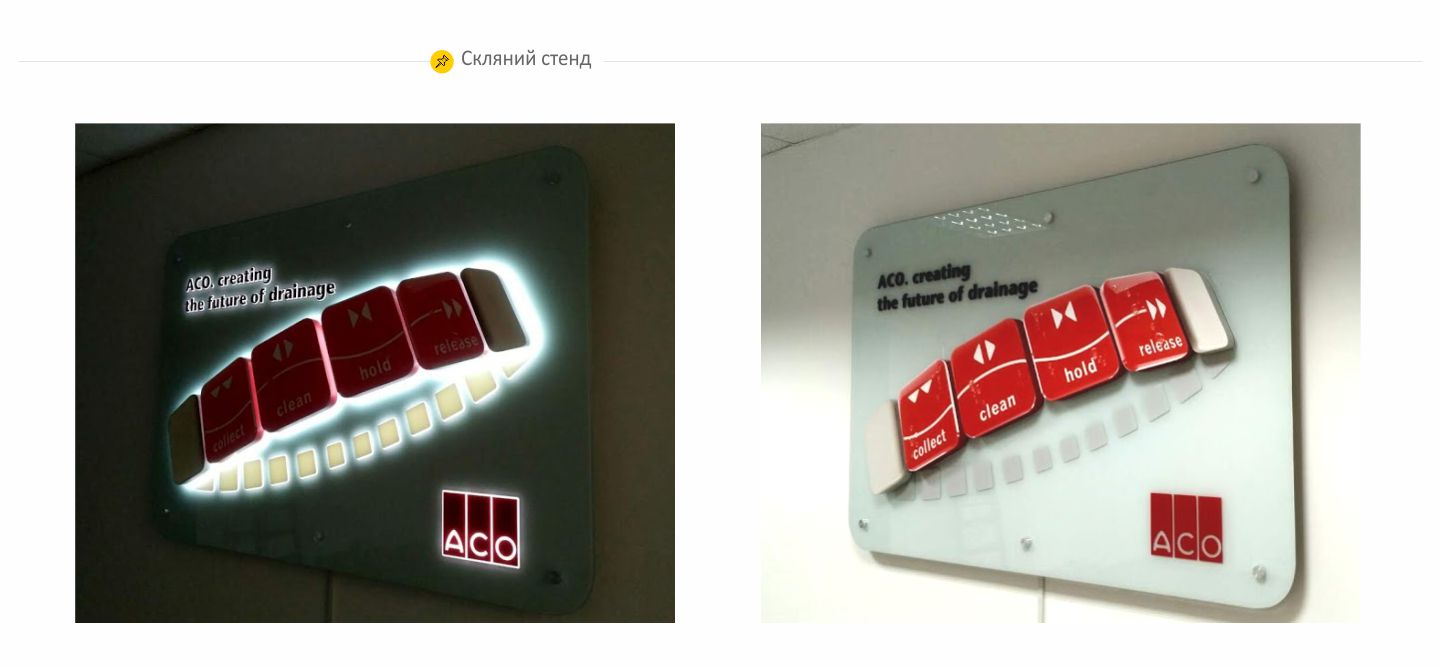 Скляний стенд
ACO. creating
the future of drainage
collect
clean
hold
release
ACO
ACO. creating
the future of drainage
collect
clean
hold
release
ACO